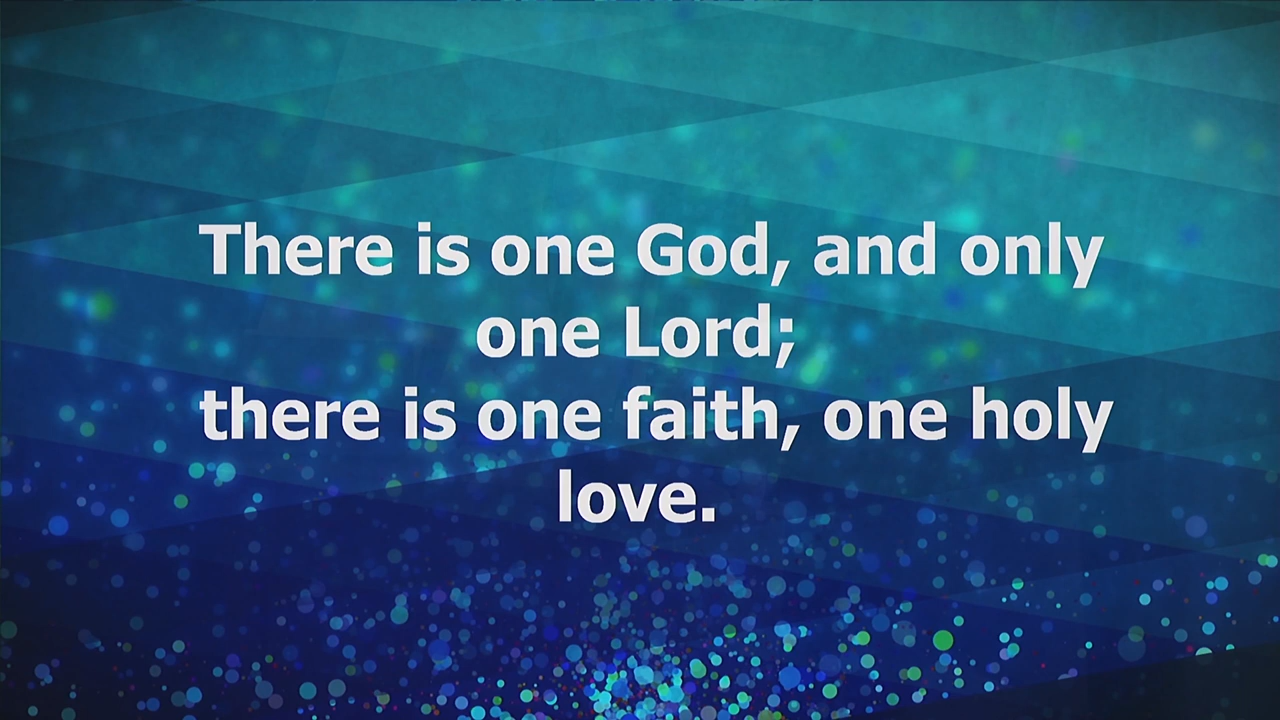 There is one God, and only
one Lord;
there is one faith, one holy
love.